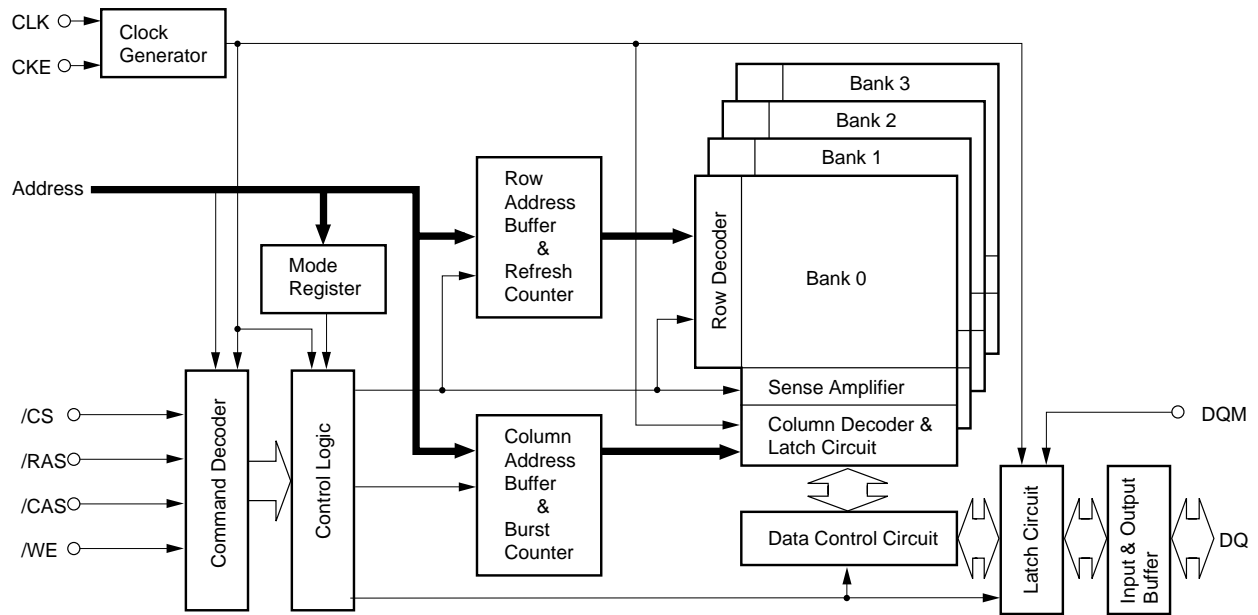 CLK
CKE
Clock
Generator
Bank 3
Bank 2
Bank 1
Address
Row
Address
Buffer
&
Refresh
Counter
Row Decoder
Bank 0
Mode
Register
Sense Amplifier
Column Decoder &
Latch Circuit
/CS
/RAS
/CAS
/WE
Command Decoder
Control Logic
Column
Address
Buffer
&
Burst
Counter
DQM
Data Control Circuit
Latch Circuit
Input & Output
Buffer
DQ